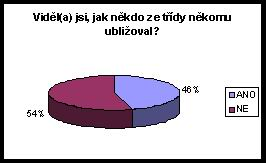 Viděl(a) jsi, jak někdo ze třídy někomu
ubližoval?
46%
54%
ANO
NE